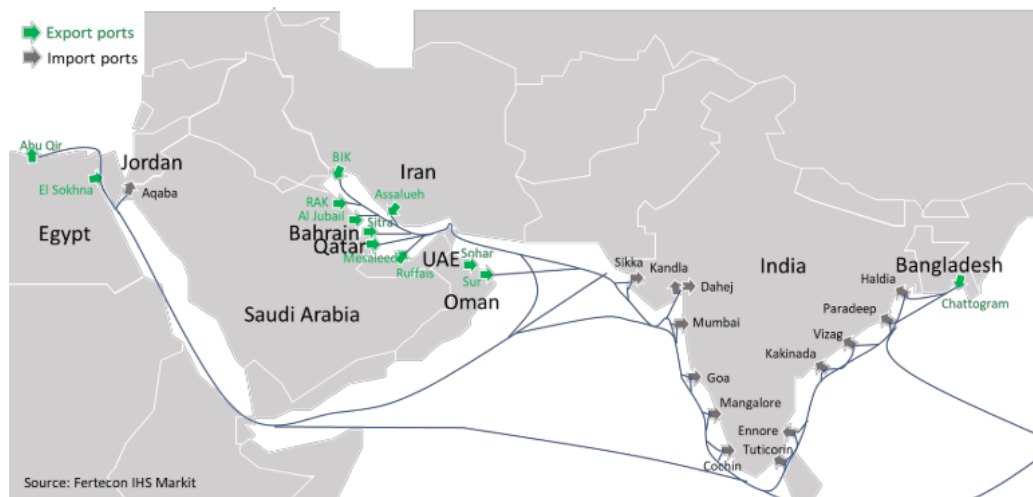 Export ports
Import ports
Abu Qir
Jordan
El Sokhna
Aqaba
Egypt
BIK
Iran
Assalueh
RAK
Al Jubail
Sitra
Bahrain
Qatar
Mesaleed
UAE
Ruffais
Sohar
Sur
Oman
Saudi Arabia
Sikka
Kandla
Dahej
India
Bangladesh
Haldia
Chattogram
Paradeep
Mumbai
Vizag
Kakinada
Goa
Mangalore
Ennore
Tuticorin
Cochin
Source: Fertecon IHS Markit